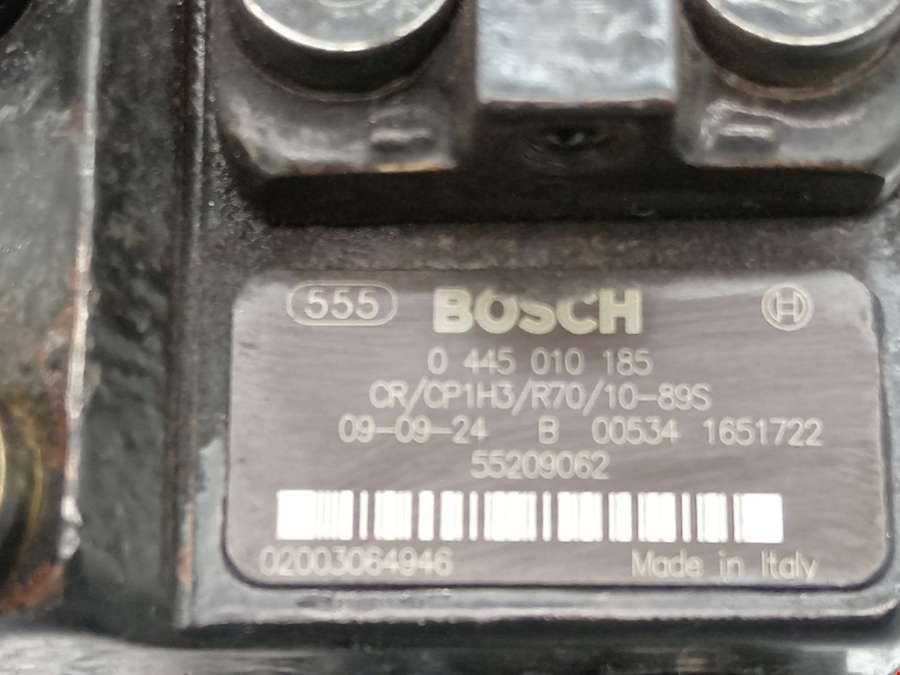 555 BOSCH H
0 445 010 185
CR/CP1H3/R70/10-89S
09-09-24 B 00534 1651722
55209062
02003064946 Made in Italy